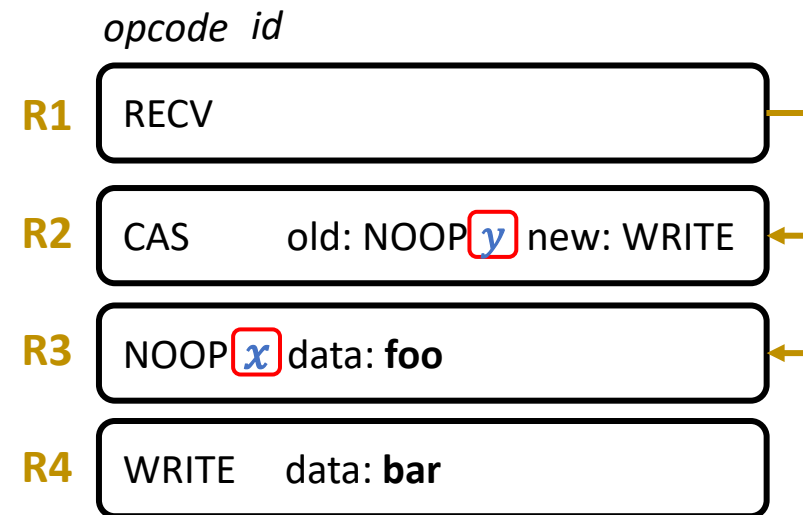 opcode id
R1 RECV
R2 CAS old: NOOP y new: WRITE
R3 NOOP x data: foo
R4 WRITE data: bar